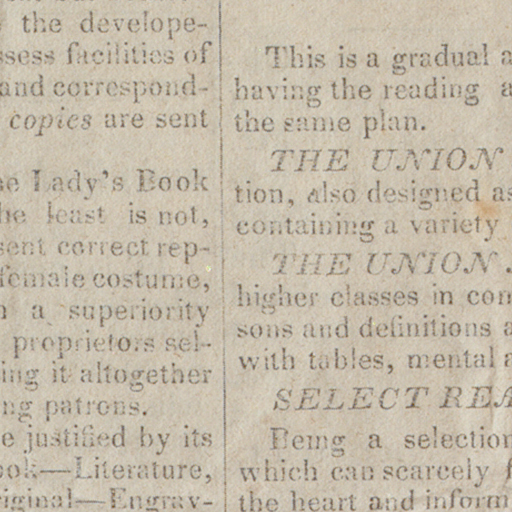 the develope-
ssess facilities of
and correspond-
copies are sent
Lady's Book
least is not,
sent correct rep-
female costume,
a superiority
proprietors sel-
ing it altogether
ng patrons.
e justified by its
ook—Literature,
riginal—Engrav-
This is a gradual a
having the reading a
the same plan.
THE UNION
tion, also designed as
containing a variety
THE UNION.
higher classes in con
sons and definitions a
with tables, mental a
SELECT REA
Being a selection
which can scarcely f
the heart and inform